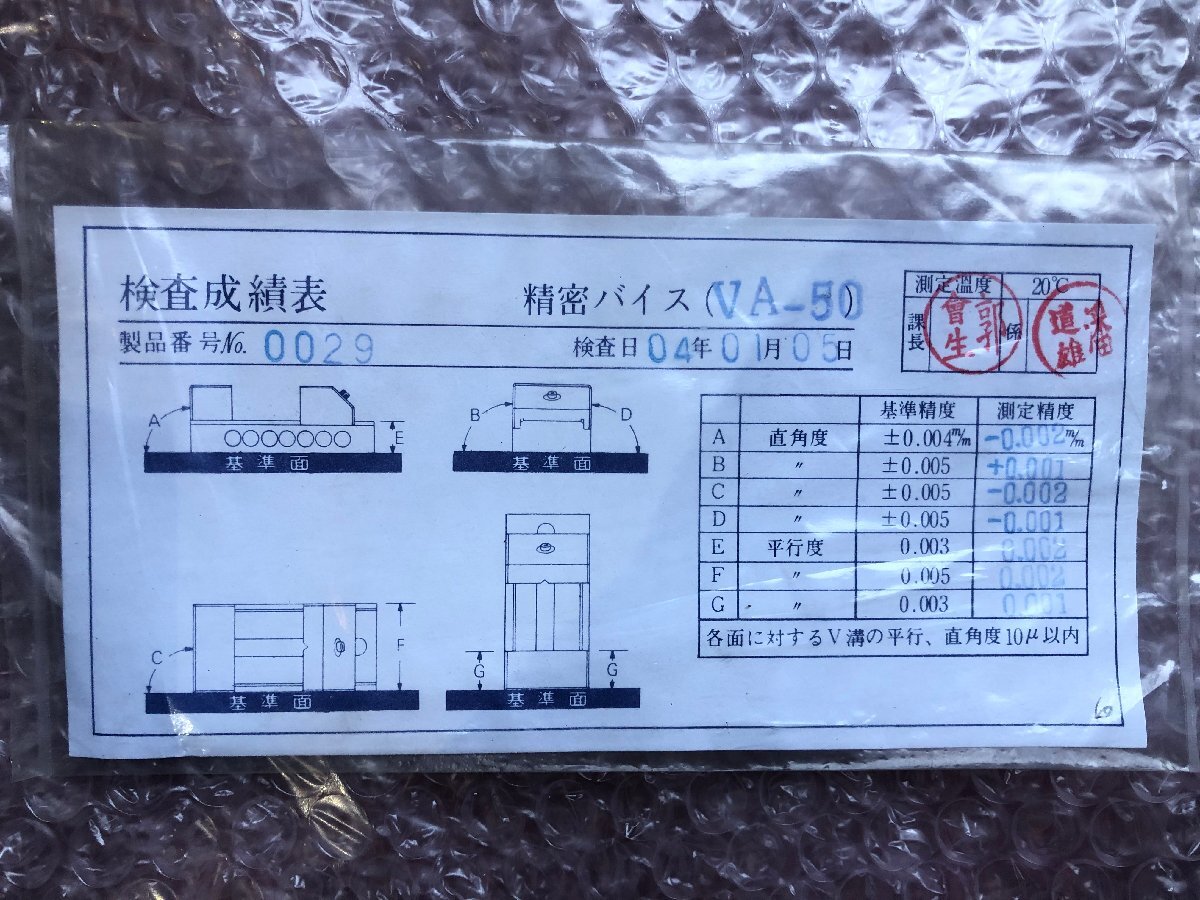 検査成績表 精密バイス(VA-50)
製品番号No. 0029 検査日 04年01月05日
測定温度 20℃
課長 係
A E
基準面
B D
基準面
C F
基準面
G G
基準面
基準精度 測定精度
A 直角度 ±0.004m/m -0.002m/m
B 〃 ±0.005 +0.001
C 〃 ±0.005 -0.002
D 〃 ±0.005 -0.001
E 平行度 0.003 0.002
F 〃 0.005 0.002
G 〃 0.003 0.001
各面に対するV溝の平行、直角度10μ以内